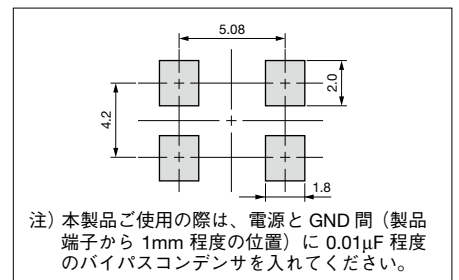 5.08
2.0
4.2
1.8
注）本製品ご使用の際は、電源と GND 間（製品
端子から 1mm 程度の位置）に 0.01μF 程度
のバイパスコンデンサを入れてください。